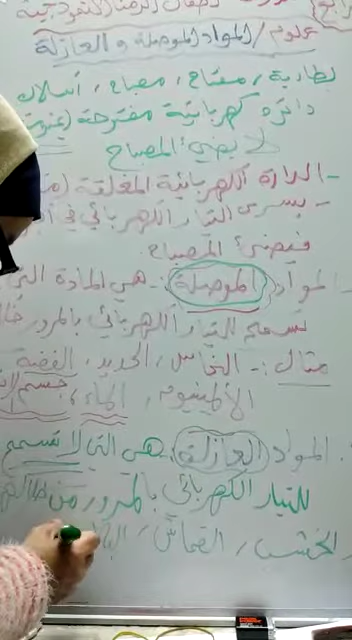 علوم / المواد الموصلة و العازلة
بطارية، مفتاح، مصباح، أسلاك
دائرة كهربائية مفتوحة
لا يضيء المصباح
- الدارة الكهربائية المغلقة
- يسري التيار الكهربائي في
فيضيء المصباح
المواد الموصلة :- هي المادة التي
تسمح للتيار الكهربائي بالمرور
مثال :- النحاس، الحديد، الفضة
الألمنيوم، الماء، جسم
المواد العازلة :- هي التي لا تسمح
للتيار الكهربائي بالمرور من خلالها
الخشب، القماش،